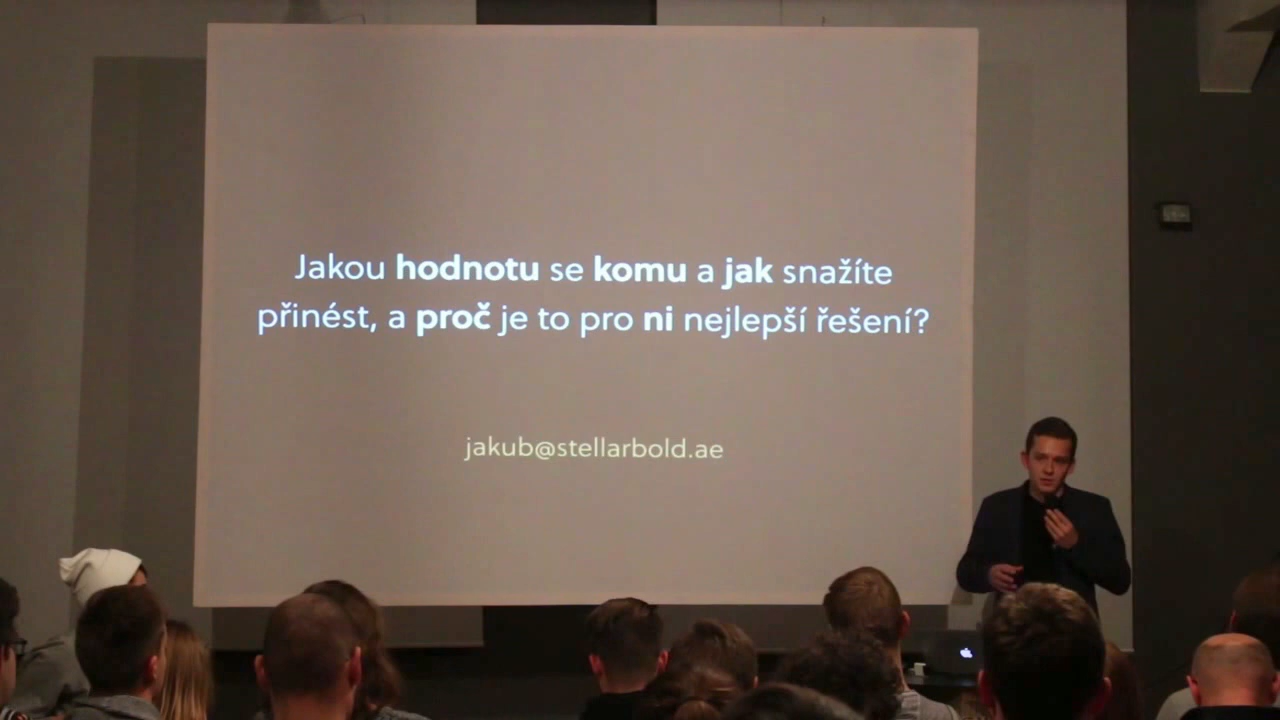 Jakou hodnotu se komu a jak snažíte
přinést, a proč je to pro ni nejlepší řešení?
jakub@stellarbold.ae